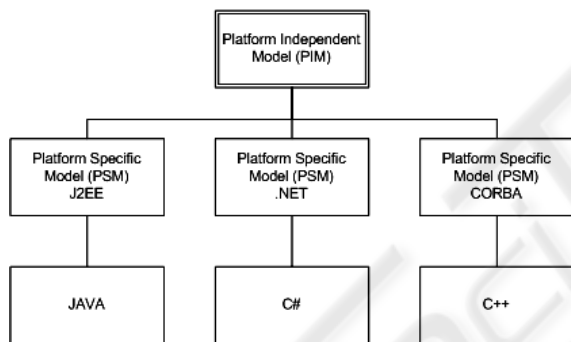 Platform Independent
Model (PIM)
Platform Specific
Model (PSM)
J2EE
Platform Specific
Model (PSM)
.NET
Platform Specific
Model (PSM)
CORBA
JAVA
C#
C++